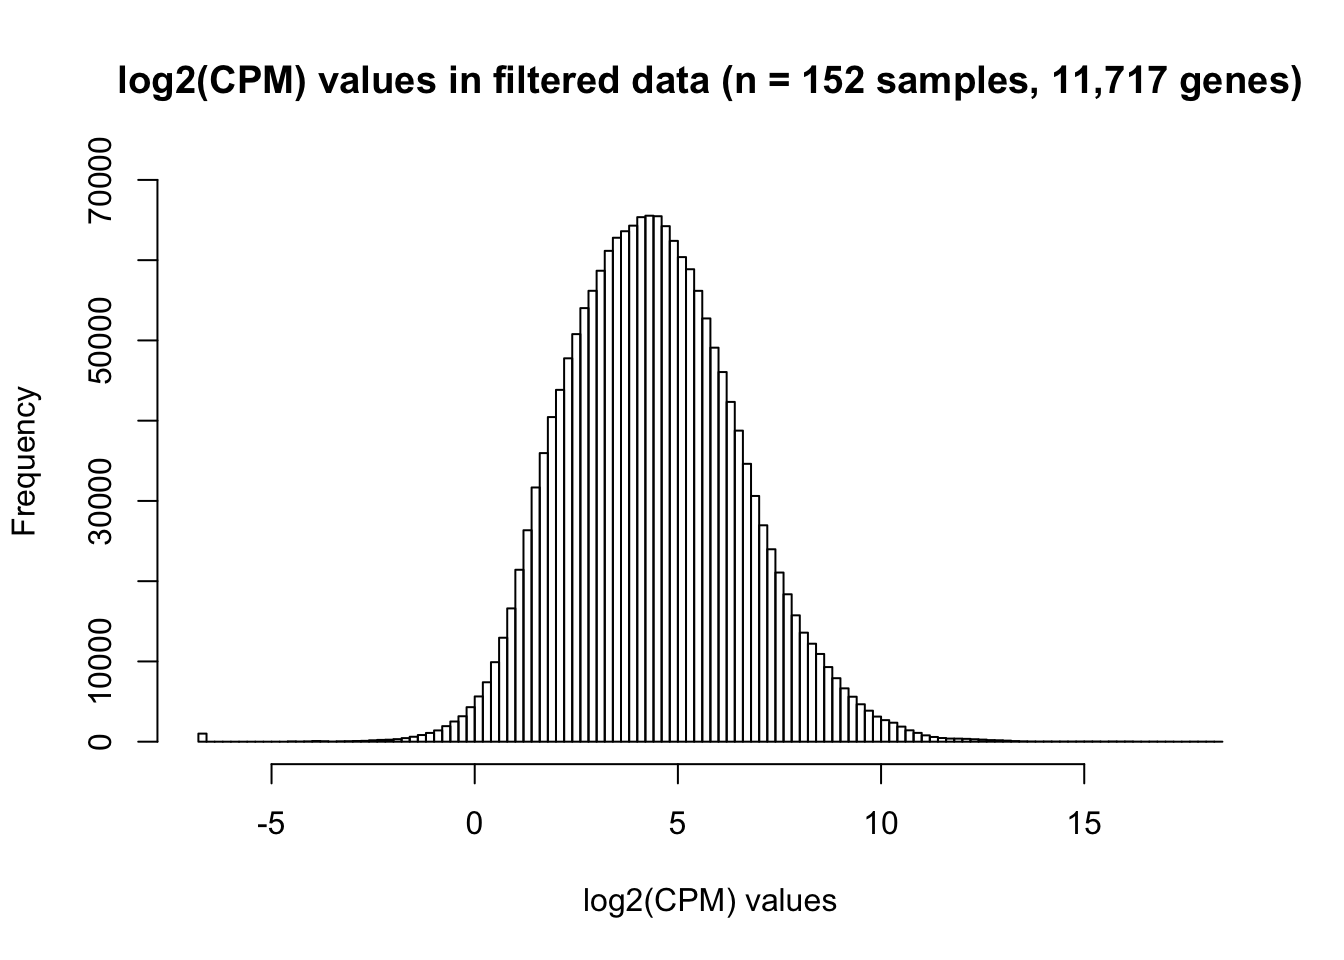 log2(CPM) values in filtered data (n = 152 samples, 11,717 genes)
Frequency
70000
50000
30000
10000
0
-5 0 5 10 15
log2(CPM) values